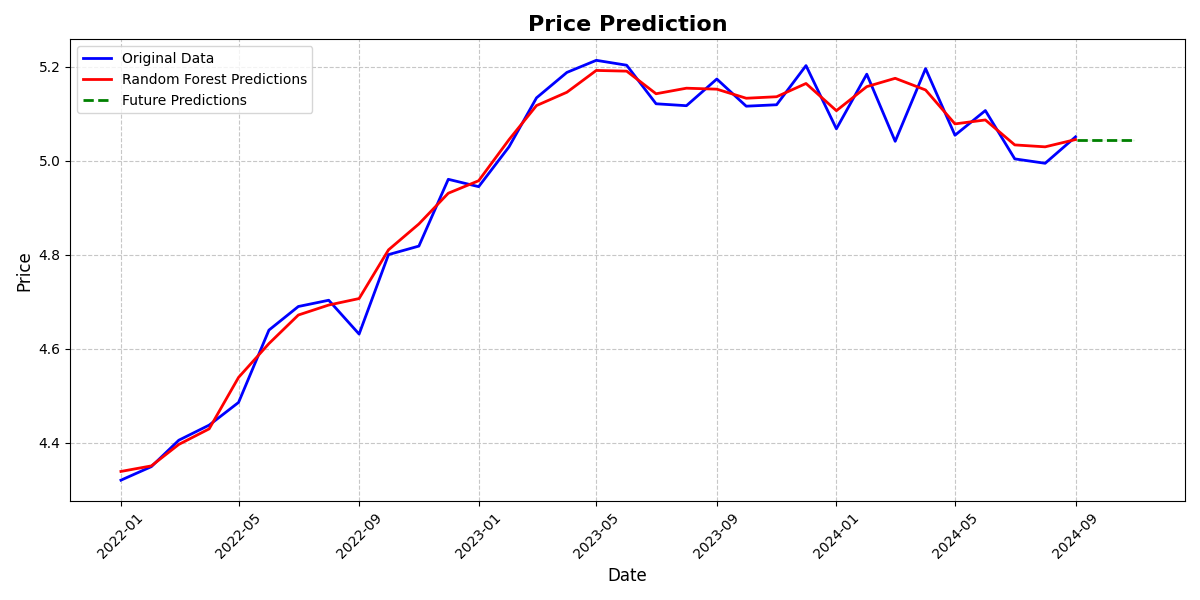 Price Prediction
Original Data
Random Forest Predictions
Future Predictions
Price
5.2
5.0
4.8
4.6
4.4
2022-01
2022-05
2022-09
2023-01
2023-05
2023-09
2024-01
2024-05
2024-09
Date